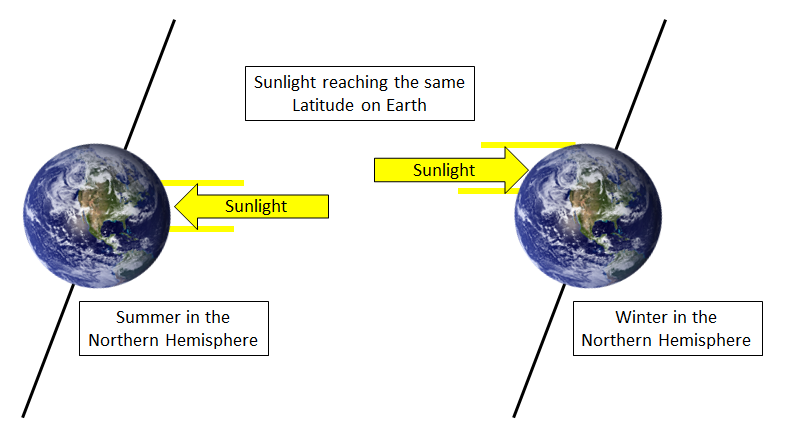 Sunlight reaching the same
Latitude on Earth
Sunlight
Sunlight
Summer in the
Northern Hemisphere
Winter in the
Northern Hemisphere